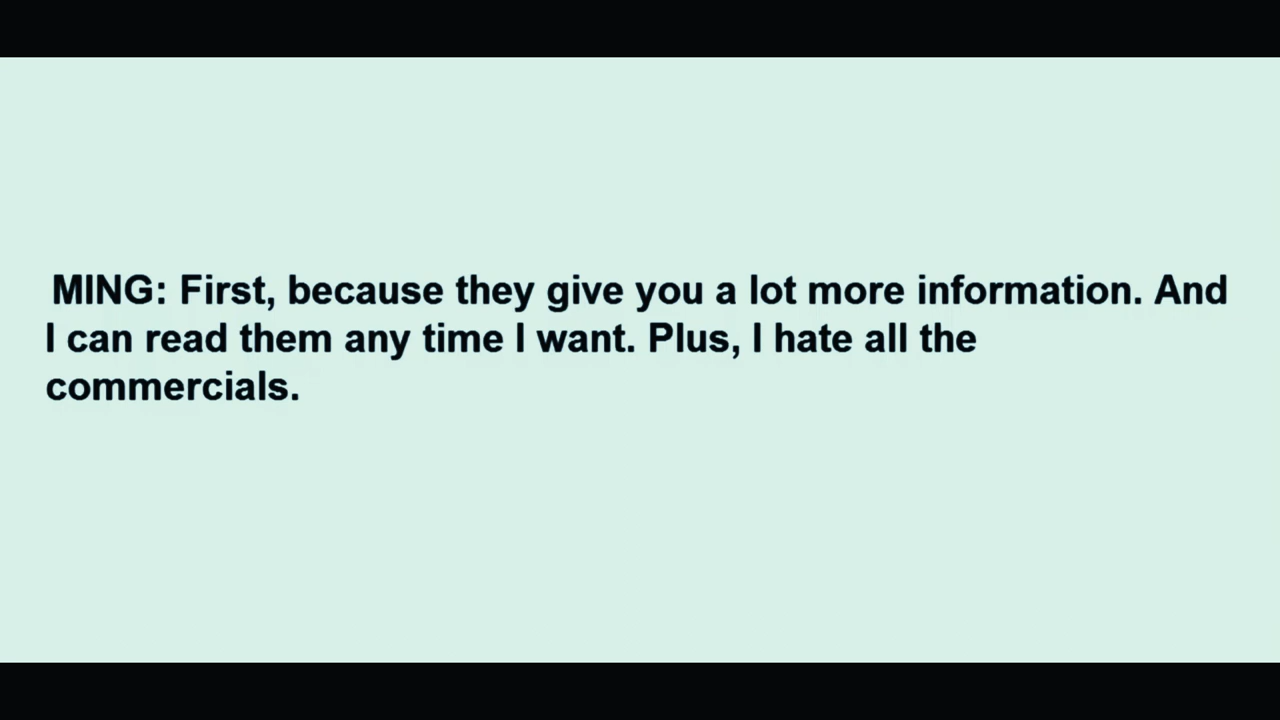 MING: First, because they give you a lot more information. And
I can read them any time I want. Plus, I hate all the
commercials.